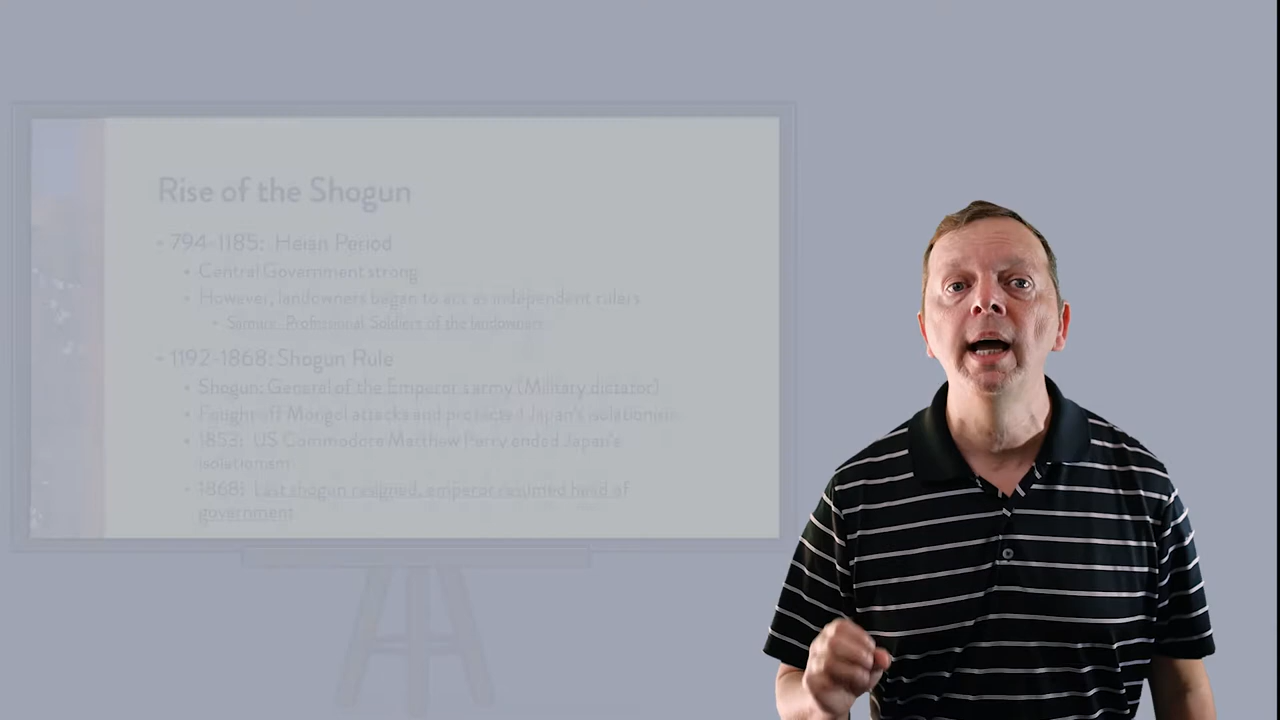 Rise of the Shogun
794-1185: Heian Period
Central Government strong
However, landowners began to act as independent rulers
Professional Soldiers of the landowners
1192-1868: Shogun Rule
Shogun: General of the Emperor's army (Military dictator)
Fought off Mongol attacks and protected Japan's isolationism
1853: US Commodore Matthew Perry ended Japan's
isolationism
1868: Last shogun resigned, emperor resumed head of
government